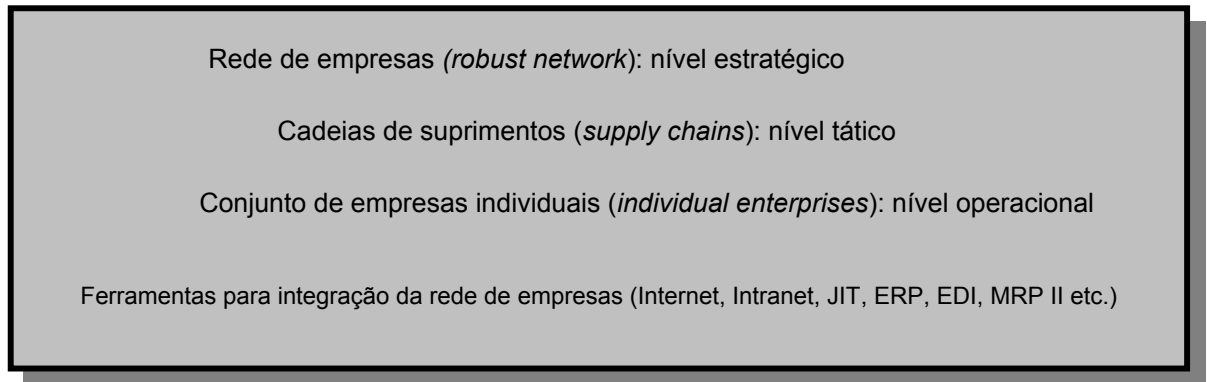 Rede de empresas (robust network): nível estratégico
Cadeias de suprimentos (supply chains): nível tático
Conjunto de empresas individuais (individual enterprises): nível operacional
Ferramentas para integração da rede de empresas (Internet, Intranet, JIT, ERP, EDI, MRP II etc.)